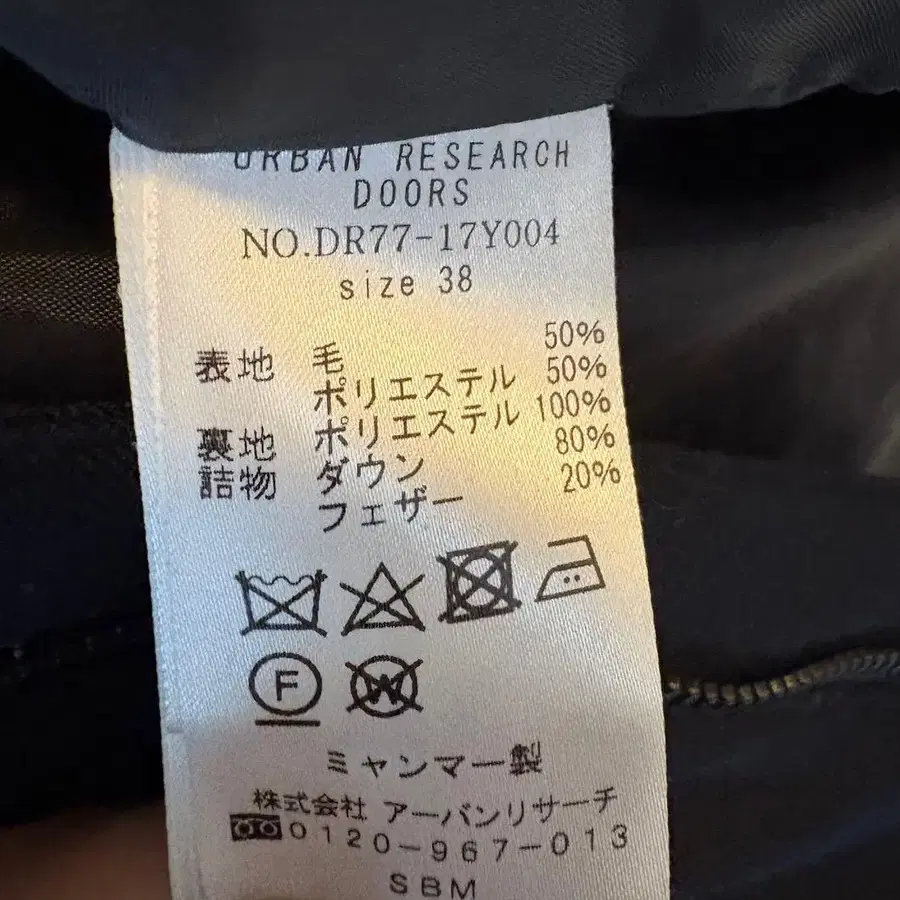 URBAN RESEARCH
DOORS
NO.DR77-17Y004
size 38
表地 毛 50%
ポリエステル 50%
裏地 ポリエステル 100%
詰物 ダウン 80%
フェザー 20%
F W
ミャンマー製
株式会社 アーバンリサーチ
0120-967-013
SBM